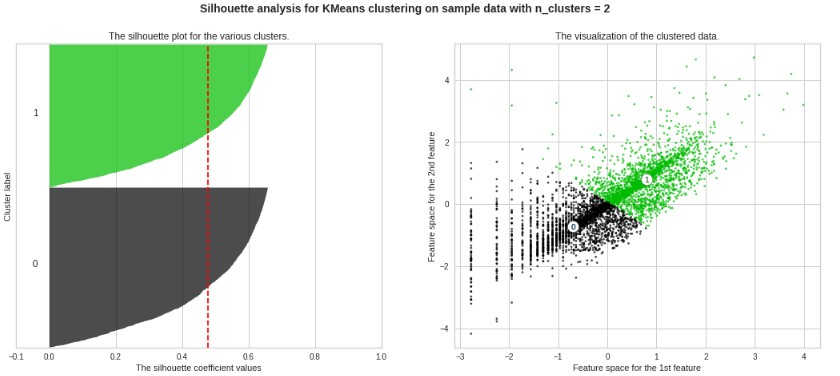 Silhouette analysis for KMeans clustering on sample data with n_clusters = 2
The silhouette plot for the various clusters.
Cluster label
1
0
−0.1 0.0 0.2 0.4 0.6 0.8 1.0
The silhouette coefficient values
The visualization of the clustered data.
Feature space for the 2nd feature
4
2
0
−2
−4
1
0
−3 −2 −1 0 1 2 3 4
Feature space for the 1st feature